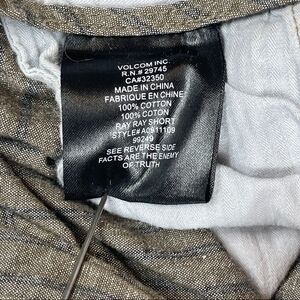 VOLCOM INC.
R.N.# 29745
CA#32350
MADE IN CHINA
FABRIQUE EN CHINE
100% COTTON
100% COTON
RAY RAY SHORT
STYLE#A0911109
99249
SEE REVERSE SIDE
FACTS ARE THE ENEMY
OF TRUTH